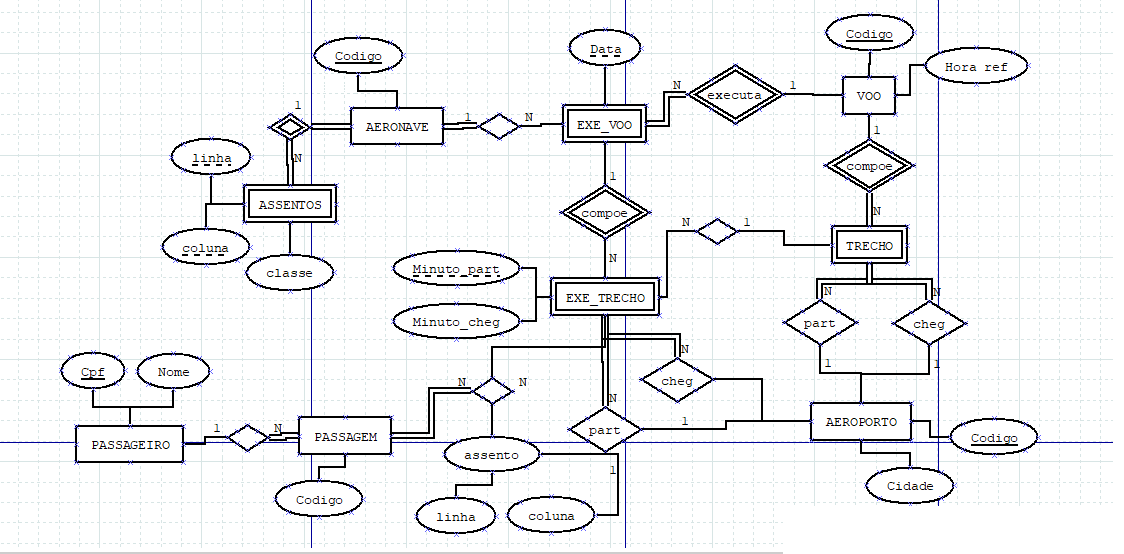 Codigo
Data
Codigo
Hora ref
N
executa
1
VOO
1
AERONAVE
1
N
EXE_VOO
1
linha
N
compoe
1
ASSENTOS
compoe
N
N
1
coluna
TRECHO
classe
N
Minuto_part
EXE_TRECHO
N
N
Minuto_cheg
part
cheg
N
1
1
Cpf
Nome
N
N
cheg
N
1
N
PASSAGEIRO
PASSAGEM
part
1
AEROPORTO
Codigo
assento
1
Codigo
Cidade
linha
coluna